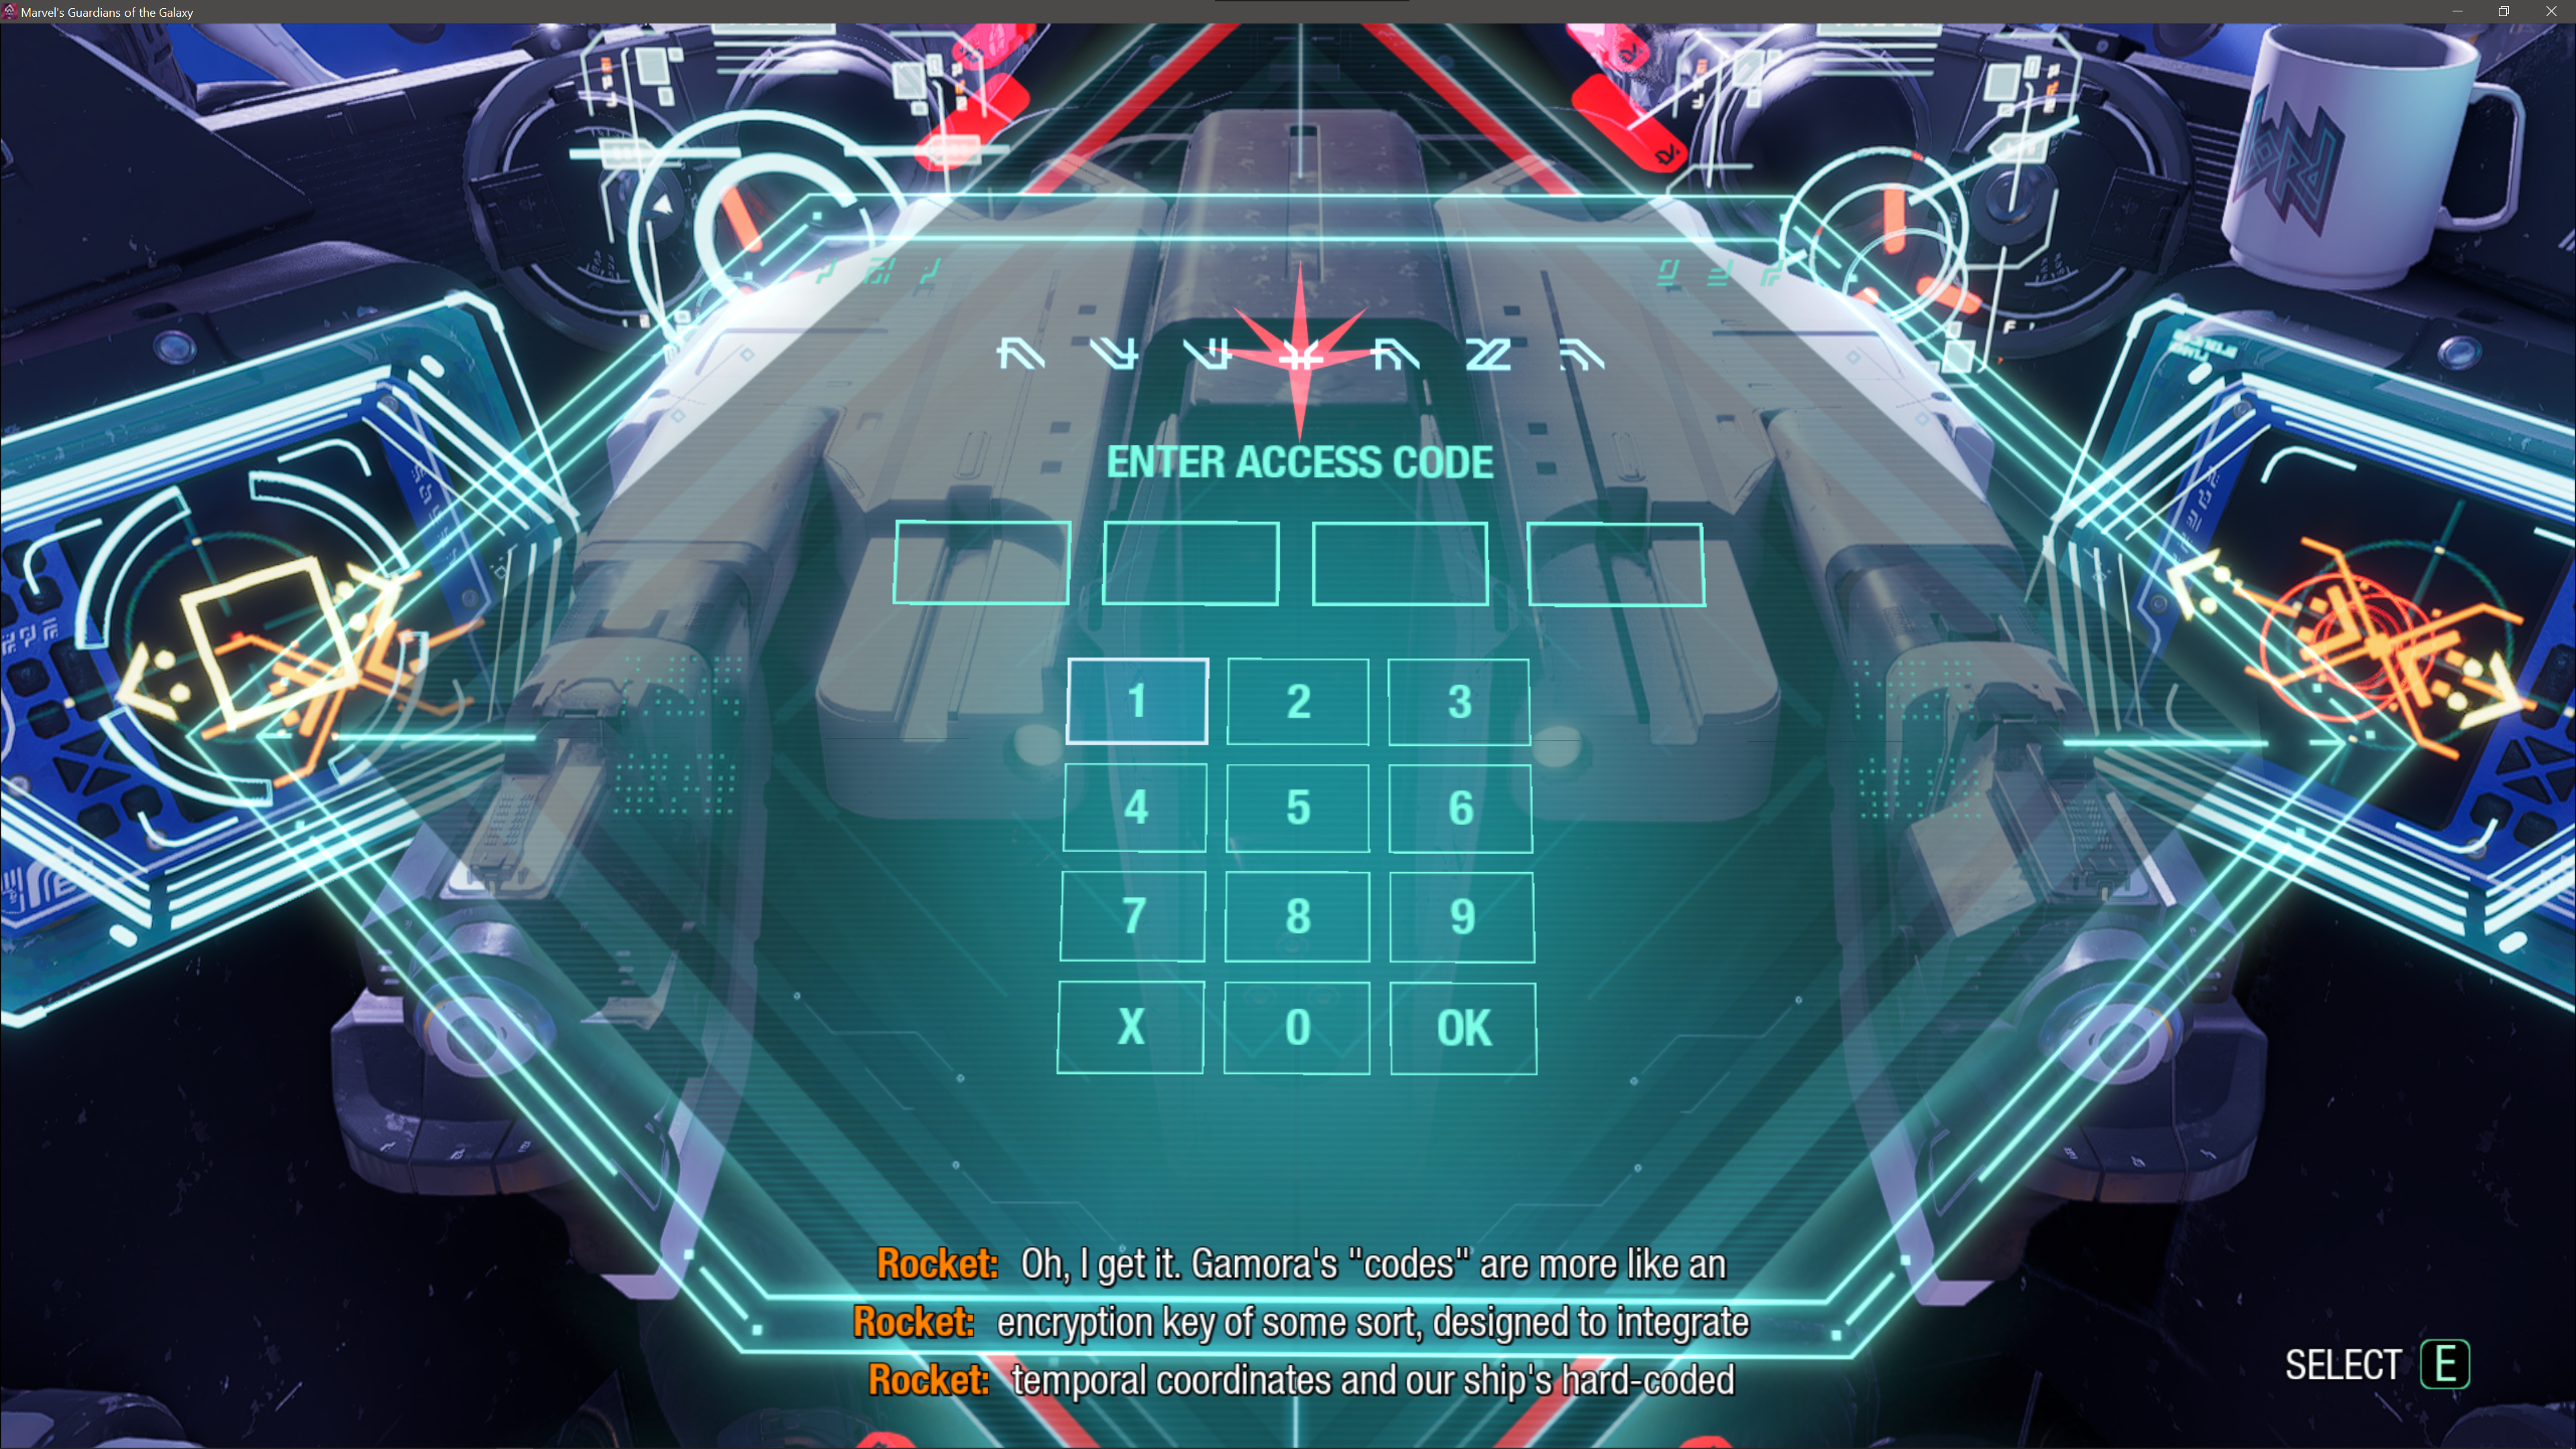 Marvel's Guardians of the Galaxy
ENTER ACCESS CODE
1 2 3
4 5 6
7 8 9
X 0 OK
Rocket: Oh, I get it. Gamora's "codes" are more like an
Rocket: encryption key of some sort, designed to integrate
Rocket: temporal coordinates and our ship's hard-coded
SELECT E